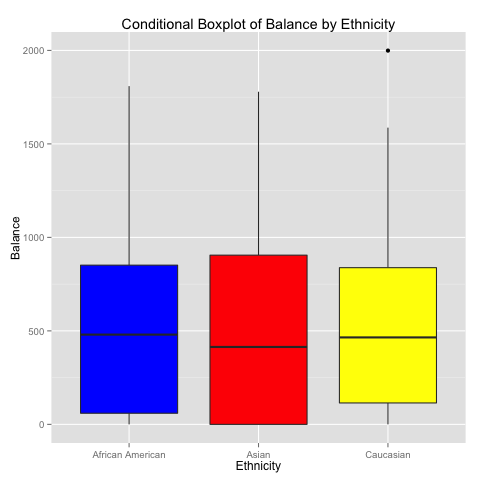 Conditional Boxplot of Balance by Ethnicity
2000
1500
1000
500
0
Balance
African American
Asian
Caucasian
Ethnicity